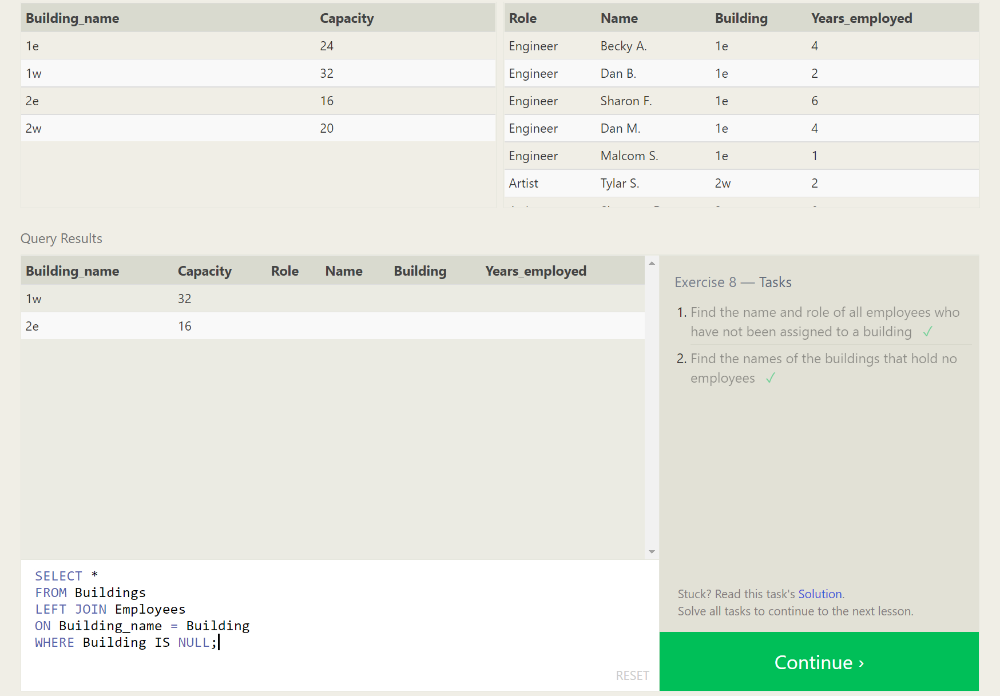 Building_name Capacity
1e 24
1w 32
2e 16
2w 20
Role Name Building Years_employed
Engineer Becky A. 1e 4
Engineer Dan B. 1e 2
Engineer Sharon F. 1e 6
Engineer Dan M. 1e 4
Engineer Malcom S. 1e 1
Artist Tylar S. 2w 2
Query Results
Building_name Capacity Role Name Building Years_employed
1w 32
2e 16
Exercise 8 — Tasks
1. Find the name and role of all employees who
have not been assigned to a building ✓
2. Find the names of the buildings that hold no
employees ✓
Stuck? Read this task's Solution.
Solve all tasks to continue to the next lesson.
SELECT *
FROM Buildings
LEFT JOIN Employees
ON Building_name = Building
WHERE Building IS NULL;
RESET
Continue ›